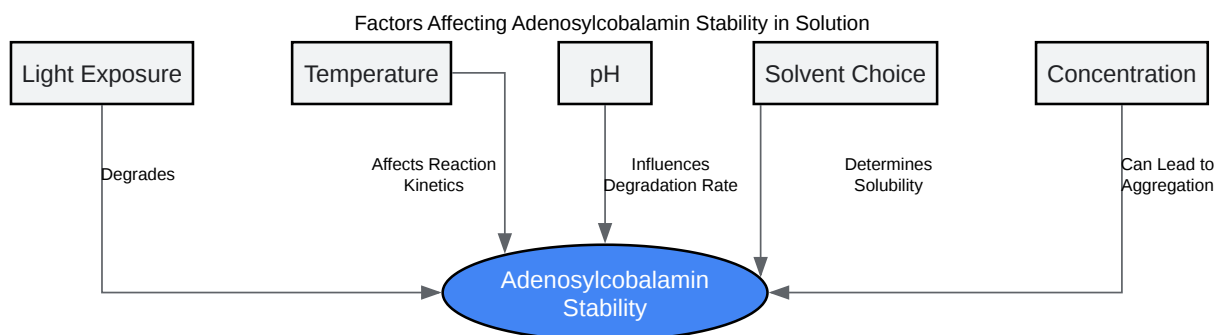 Factors Affecting Adenosylcobalamin Stability in Solution
Light Exposure
Temperature
pH
Solvent Choice
Concentration
Degrades
Affects Reaction
Kinetics
Influences
Degradation Rate
Determines
Solubility
Can Lead to
Aggregation
Adenosylcobalamin
Stability